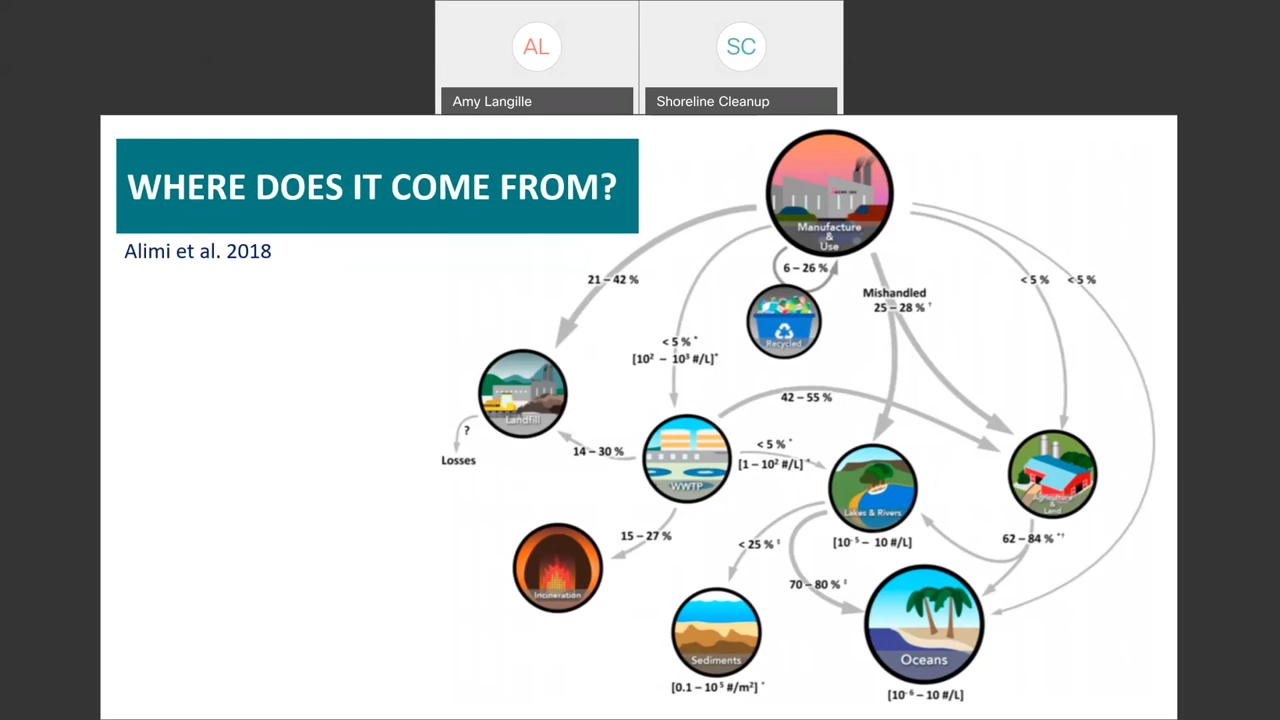 AL
SC
Amy Langille
Shoreline Cleanup
WHERE DOES IT COME FROM?
Alimi et al. 2018
Manufacture
&
Use
6 – 26 %
Recycled
21 – 42 %
Mishandled
25 – 28 % †
< 5 %
< 5 %
< 5 % *
[10² – 10³ #/L]*
42 – 55 %
Landfill
?
Losses
14 – 30 %
WWTP
< 5 % *
[1 – 10² #/L] *
Lakes & Rivers
[10⁻⁵ – 10 #/L]
Agriculture
&
Land
62 – 84 % *†
15 – 27 %
Incineration
< 25 % ‡
70 – 80 % ‡
Sediments
[0.1 – 10⁵ #/m²] *
Oceans
[10⁻⁶ – 10 #/L]